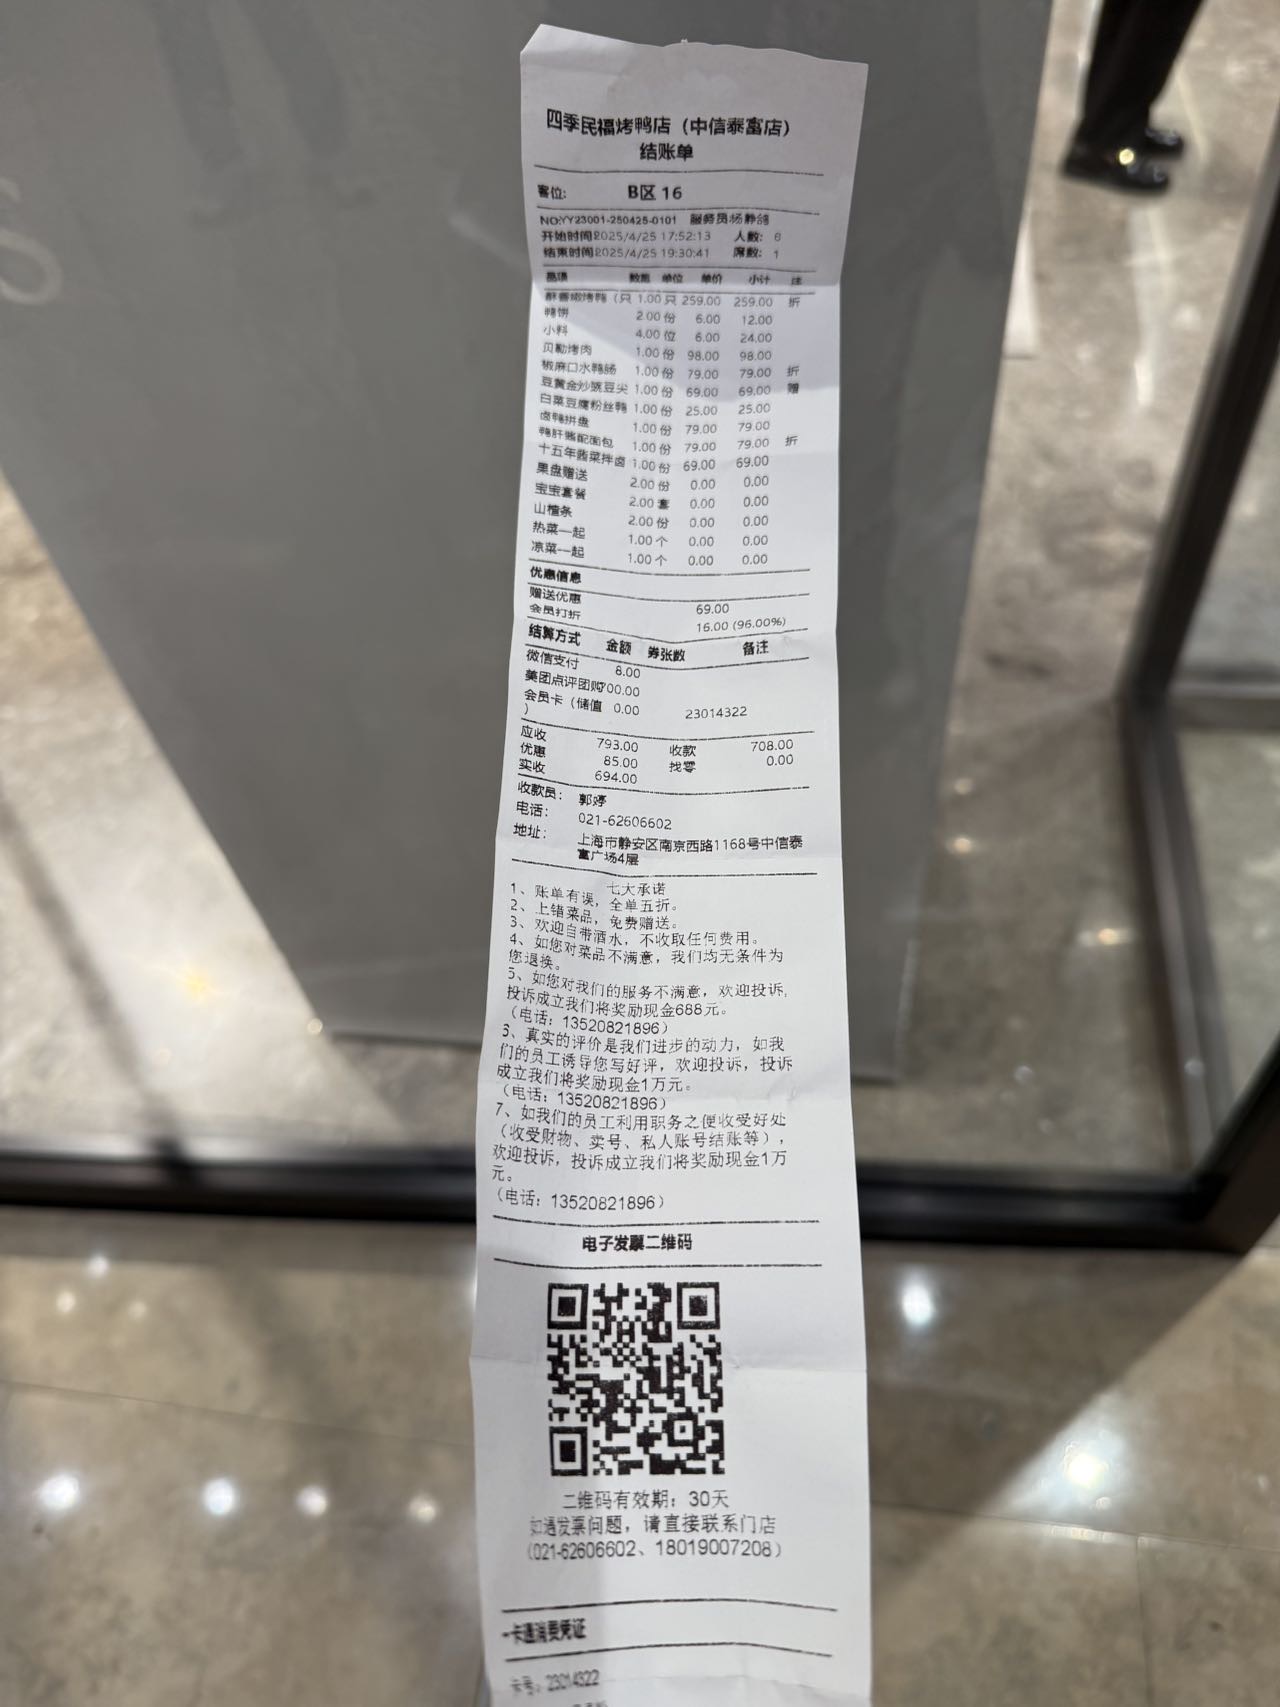 四季民福烤鸭店（中信泰富店）
结账单
客位: B区 16
NO:YY23001-250425-0101 服务员:杨静鸽
开始时间2025/4/25 17:52:13 人数: 6
结束时间2025/4/25 19:30:41 席数: 1
品项 数量 单位 单价 小计 注
酥香嫩烤鸭（只 1.00 只 259.00 259.00 折
鸭饼 2.00 份 6.00 12.00
小料 4.00 位 6.00 24.00
贝勒烤肉 1.00 份 98.00 98.00
椒麻口水鸭肠 1.00 份 79.00 79.00 折
豆黄金炒豌豆尖 1.00 份 69.00 69.00 赠
白菜豆腐粉丝鸭 1.00 份 25.00 25.00
卤鸭拼盘 1.00 份 79.00 79.00
鸭肝酱配面包 1.00 份 79.00 79.00 折
十五年酱菜拌卤 1.00 份 69.00 69.00
果盘赠送 2.00 份 0.00 0.00
宝宝套餐 2.00 套 0.00 0.00
山楂条 2.00 份 0.00 0.00
热菜一起 1.00 个 0.00 0.00
凉菜一起 1.00 个 0.00 0.00
优惠信息
赠送优惠 69.00
会员打折 16.00 (96.00%)
结算方式 金额 券张数 备注
微信支付 8.00
美团点评团购700.00
会员卡（储值 0.00 23014322
）
应收 793.00 收款 708.00
优惠 85.00 找零 0.00
实收 694.00
收款员: 郭婷
电话: 021-62606602
地址: 上海市静安区南京西路1168号中信泰
富广场4层
七大承诺
1、账单有误，全单五折。
2、上错菜品，免费赠送。
3、欢迎自带酒水，不收取任何费用。
4、如您对菜品不满意，我们均无条件为
您退换。
5、如您对我们的服务不满意，欢迎投诉,
投诉成立我们将奖励现金688元。
（电话：13520821896）
6、真实的评价是我们进步的动力，如我
们的员工诱导您写好评，欢迎投诉，投诉
成立我们将奖励现金1万元。
（电话：13520821896）
7、如我们的员工利用职务之便收受好处
（收受财物、卖号、私人账号结账等），
欢迎投诉，投诉成立我们将奖励现金1万
元。
（电话：13520821896）
电子发票二维码
二维码有效期：30天
如遇发票问题，请直接联系门店
（021-62606602、18019007208）
一卡通消费凭证
卡号：23014322